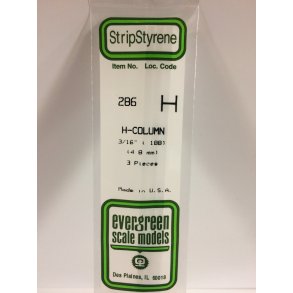 StripStyrene
Item No. Loc. Code
286 H
H-COLUMN
3/16" ( 188)
(4.8 mm)
3 Pieces
Made in U.S.A.
evergreen
scale models
Des Plaines, IL 60018